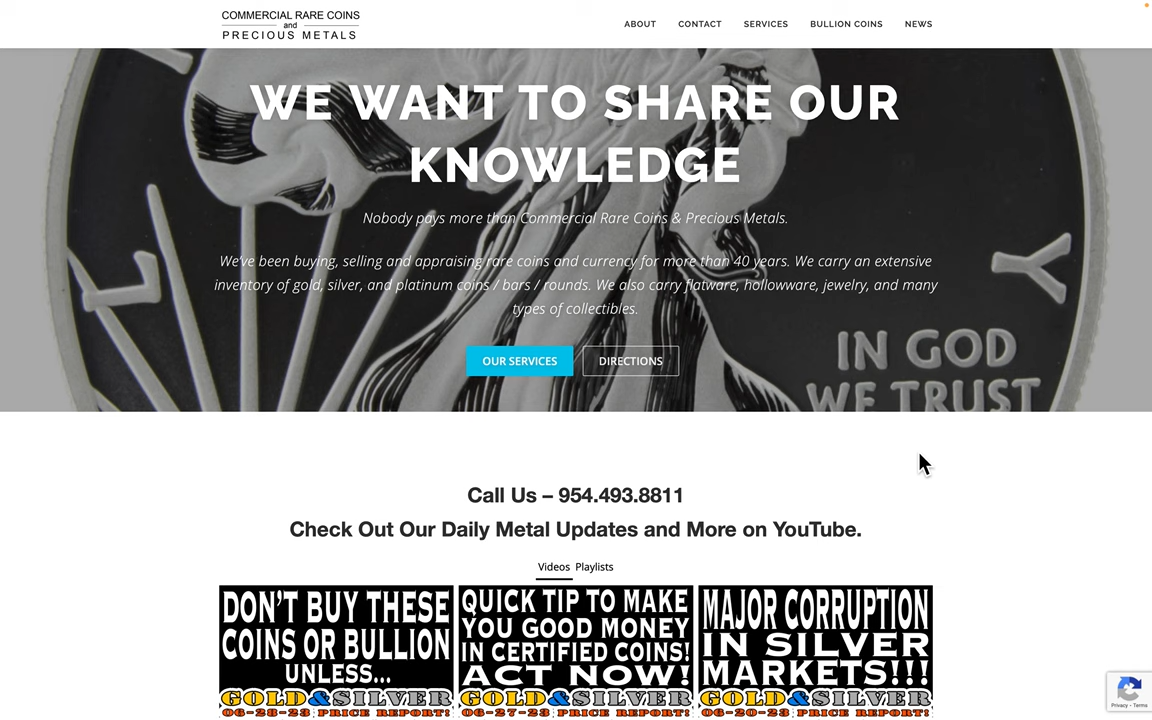 COMMERCIAL RARE COINS
and
PRECIOUS METALS
ABOUT CONTACT SERVICES BULLION COINS NEWS
WE WANT TO SHARE OUR
KNOWLEDGE
Nobody pays more than Commercial Rare Coins & Precious Metals.
We've been buying, selling and appraising rare coins and currency for more than 40 years. We carry an extensive
inventory of gold, silver, and platinum coins / bars / rounds. We also carry flatware, hollowware, jewelry, and many
types of collectibles.
OUR SERVICES DIRECTIONS
L
Y
IN GOD
WE TRUST
Call Us – 954.493.8811
Check Out Our Daily Metal Updates and More on YouTube.
Videos Playlists
DON'T BUY THESE
COINS OR BULLION
UNLESS...
GOLD&SILVER
06-28-23 PRICE REPORT!
QUICK TIP TO MAKE
YOU GOOD MONEY
IN CERTIFIED COINS!
ACT NOW!
GOLD&SILVER
06-27-23 PRICE REPORT!
MAJOR CORRUPTION
IN SILVER
MARKETS!!!
GOLD&SILVER
06-20-23 PRICE REPORT!
Privacy - Terms